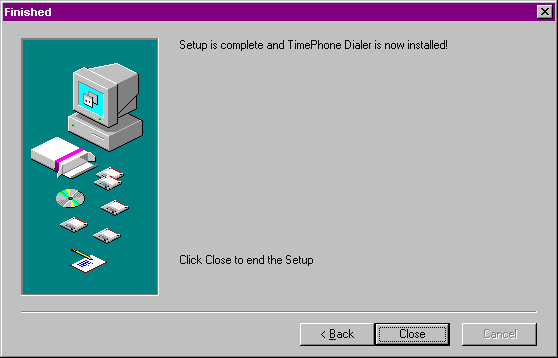 Finished
Setup is complete and TimePhone Dialer is now installed!
Click Close to end the Setup
< Back
Close
Cancel